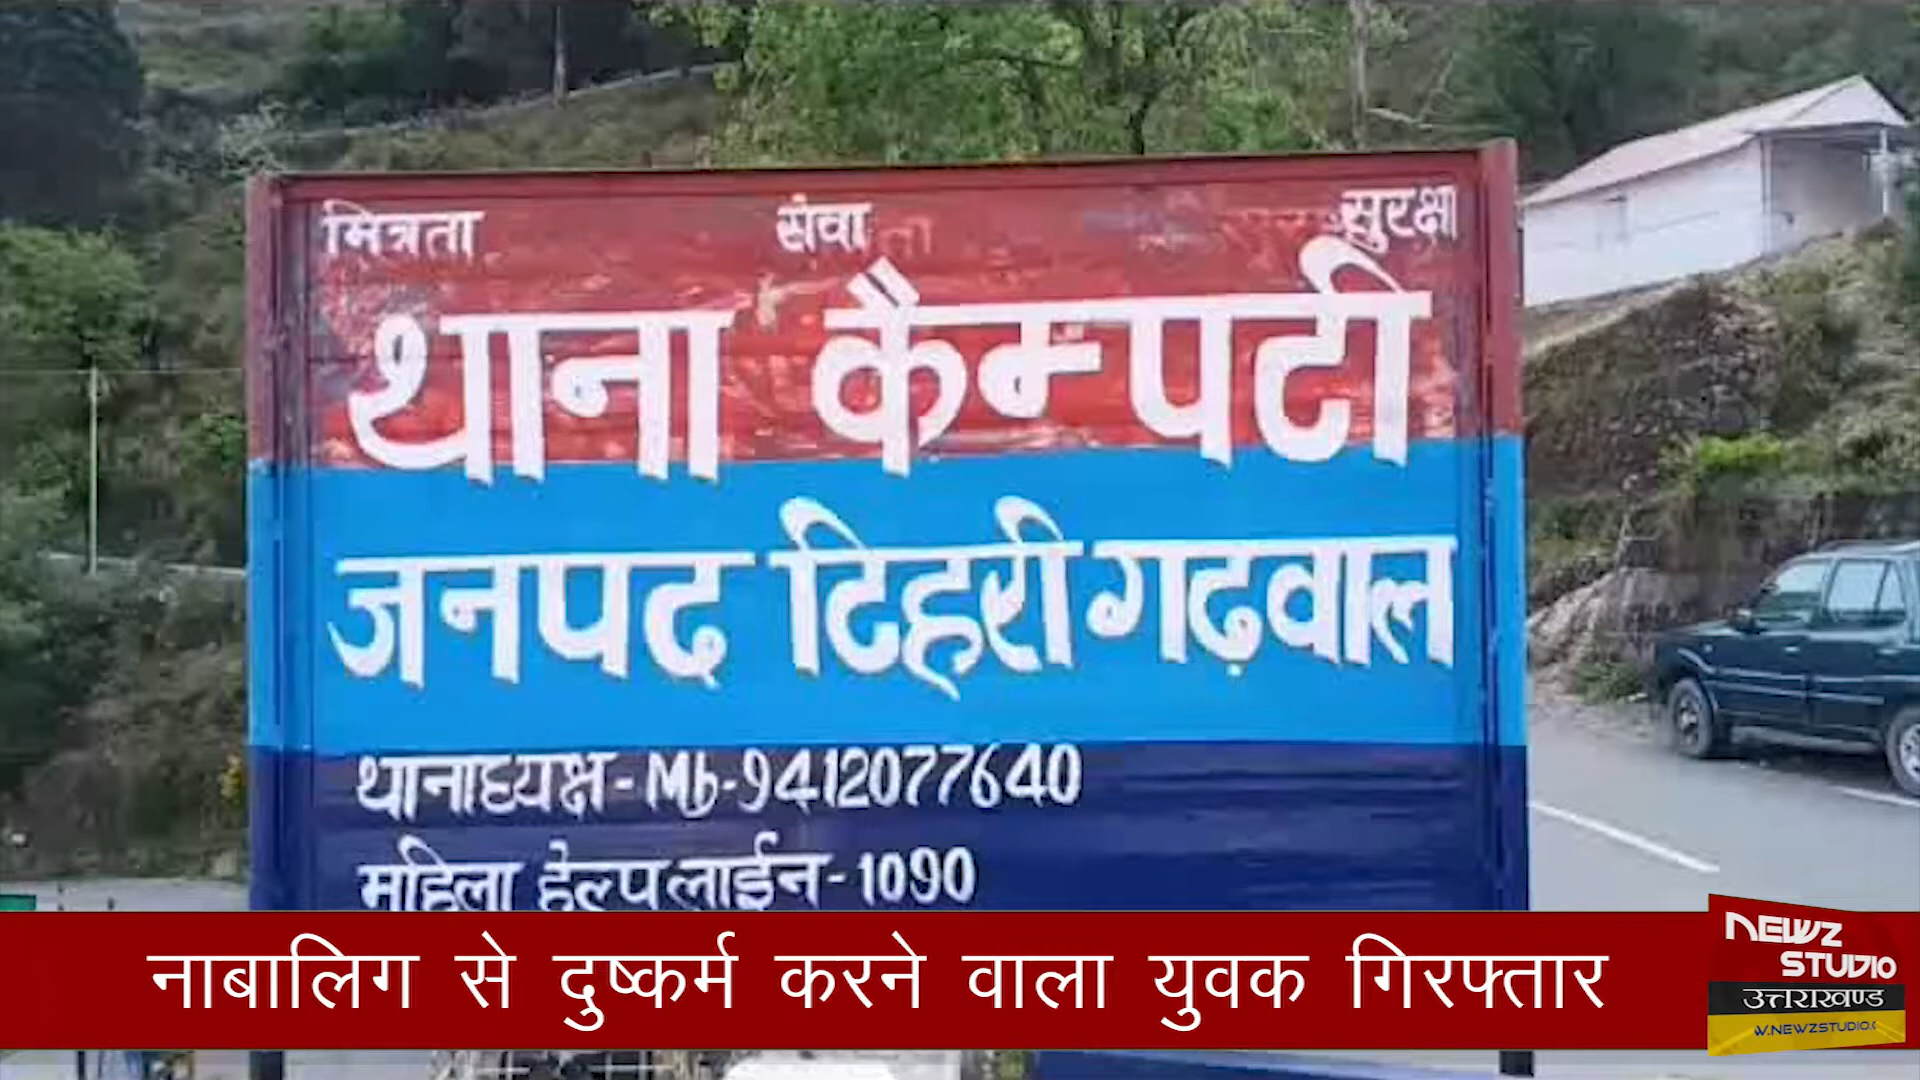 मित्रता सेवा सुरक्षा
थाना कैम्पटी
जनपद टिहरी गढ़वाल
थानाध्यक्ष-Mb-9412077640
महिला हेल्प लाईन-1090
नाबालिग से दुष्कर्म करने वाला युवक गिरफ्तार
NEWZ
STUDIO
उत्तराखण्ड
W.NEWZSTUDIO.